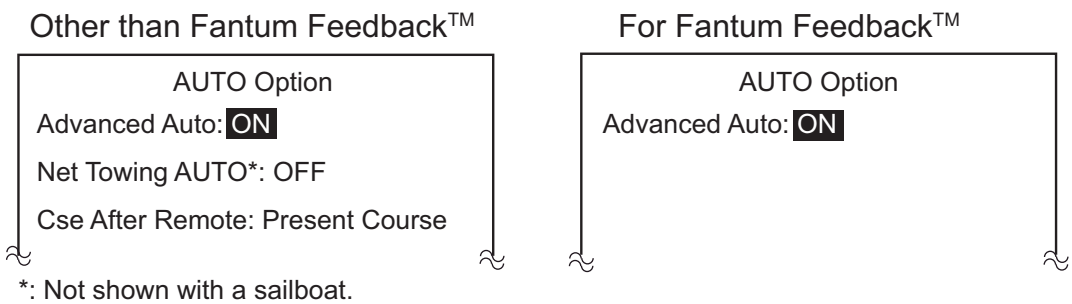 Other than Fantum Feedback™
AUTO Option
Advanced Auto: ON
Net Towing AUTO*: OFF
Cse After Remote: Present Course
*: Not shown with a sailboat.
For Fantum Feedback™
AUTO Option
Advanced Auto: ON